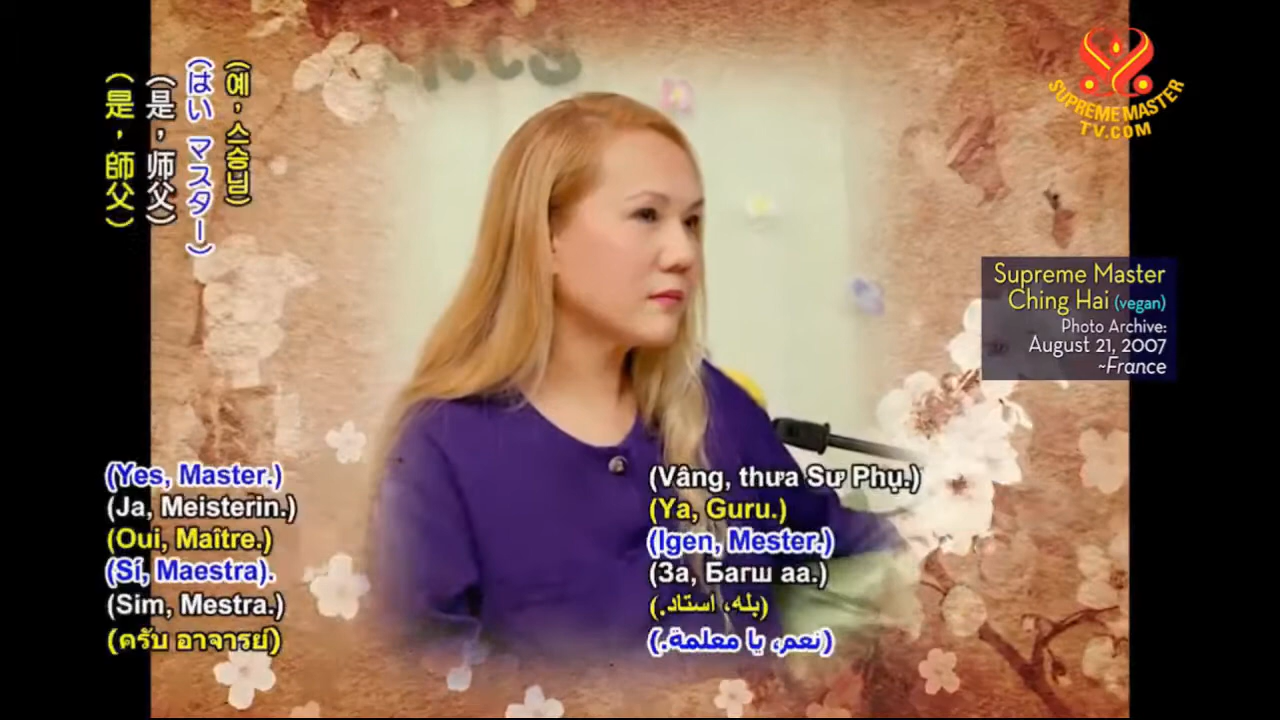 (예, 스승님)
(はい マスター)
(是，师父)
(是，師父)
SUPREME MASTER
TV.COM
Supreme Master
Ching Hai (vegan)
Photo Archive:
August 21, 2007
~France
(Yes, Master.)
(Ja, Meisterin.)
(Oui, Maître.)
(Sí, Maestra).
(Sim, Mestra.)
(ครับ อาจารย์)
(Vâng, thưa Sư Phụ.)
(Ya, Guru.)
(Igen, Mester.)
(За, Багш аа.)
(بله، استاد.)
(نعم، يا معلمة.)